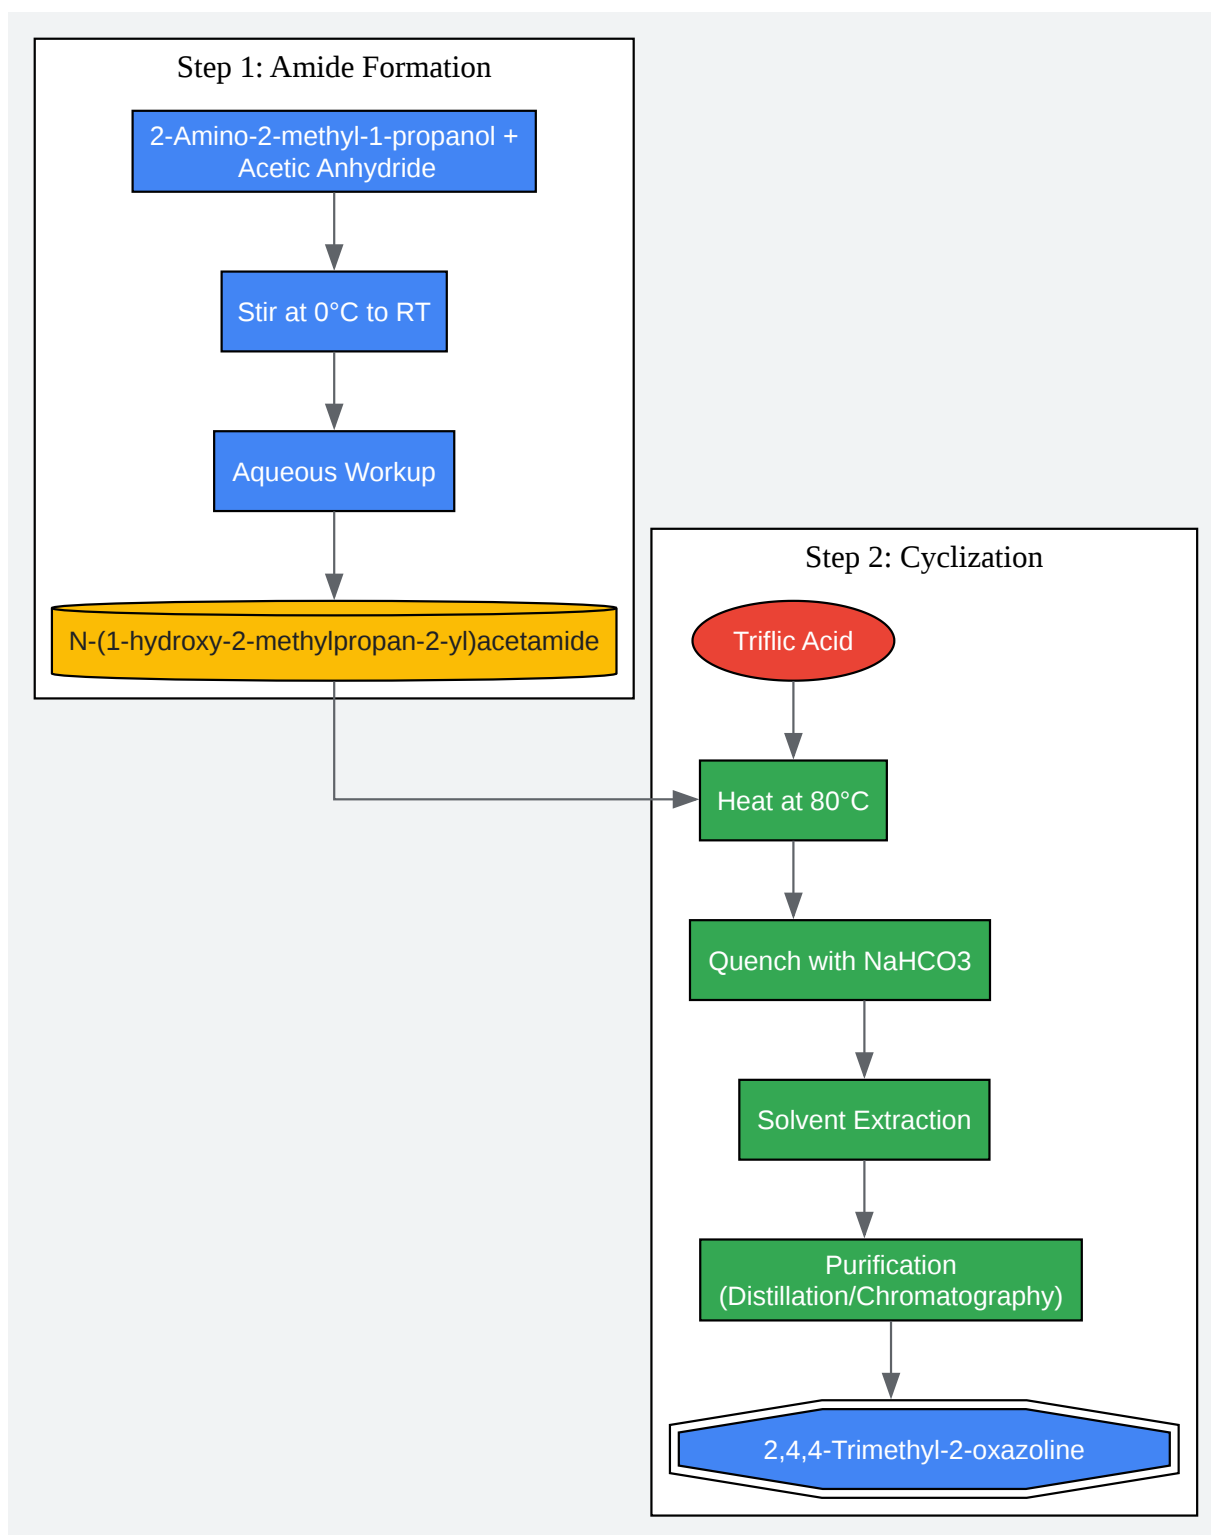 Step 1: Amide Formation
2-Amino-2-methyl-1-propanol +
Acetic Anhydride
Stir at 0°C to RT
Aqueous Workup
N-(1-hydroxy-2-methylpropan-2-yl)acetamide
Step 2: Cyclization
Triflic Acid
Heat at 80°C
Quench with NaHCO3
Solvent Extraction
Purification
(Distillation/Chromatography)
2,4,4-Trimethyl-2-oxazoline